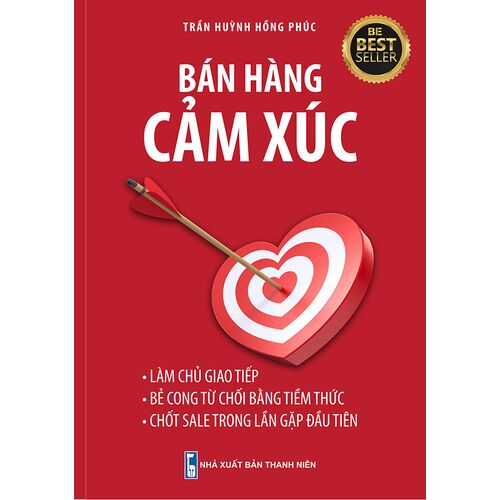 TRẦN HUỲNH HỒNG PHÚC
BE
BEST
SELLER
BÁN HÀNG
CẢM XÚC
• LÀM CHỦ GIAO TIẾP
• BẺ CONG TỪ CHỐI BẰNG TIỀM THỨC
• CHỐT SALE TRONG LẦN GẶP ĐẦU TIÊN
NHÀ XUẤT BẢN THANH NIÊN